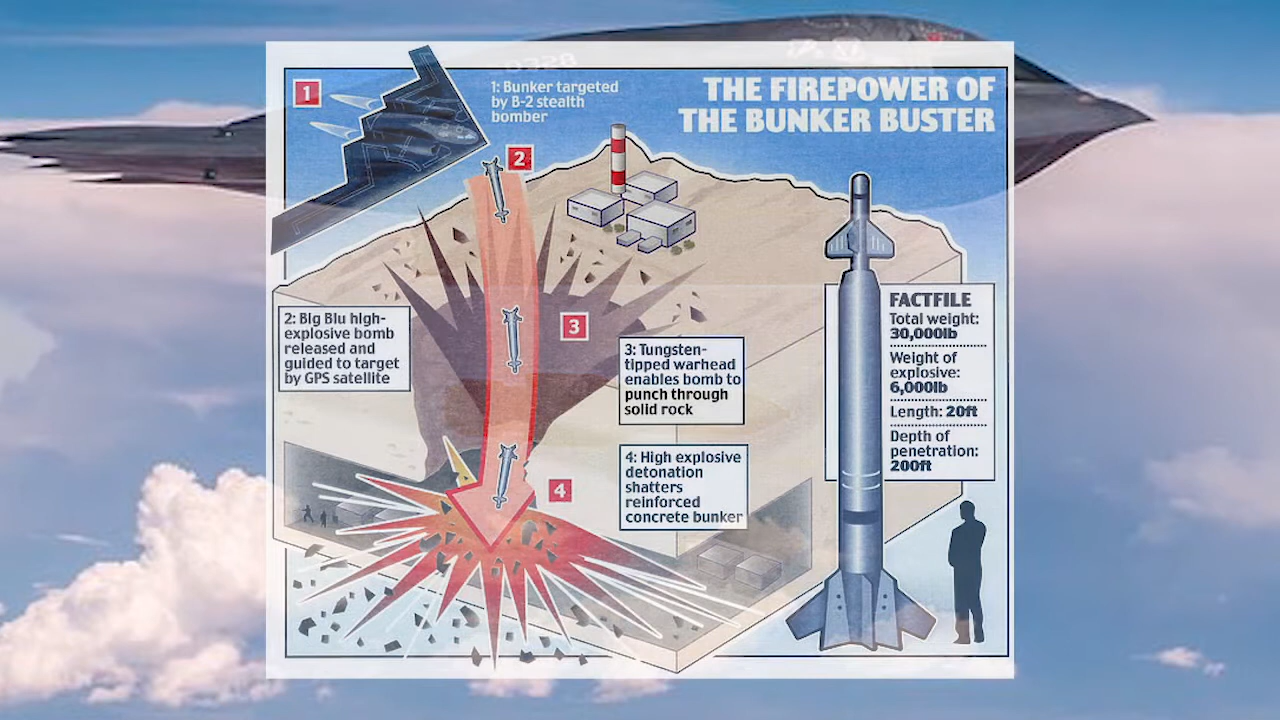 0328
THE FIREPOWER OF
THE BUNKER BUSTER
1
1: Bunker targeted
by B-2 stealth
bomber
2
2: Big Blu high-
explosive bomb
released and
guided to target
by GPS satellite
3
3: Tungsten-
tipped warhead
enables bomb to
punch through
solid rock
4
4: High explosive
detonation
shatters
reinforced
concrete bunker
FACTFILE
Total weight:
30,000lb
Weight of
explosive:
6,000lb
Length: 20ft
Depth of
penetration:
200ft